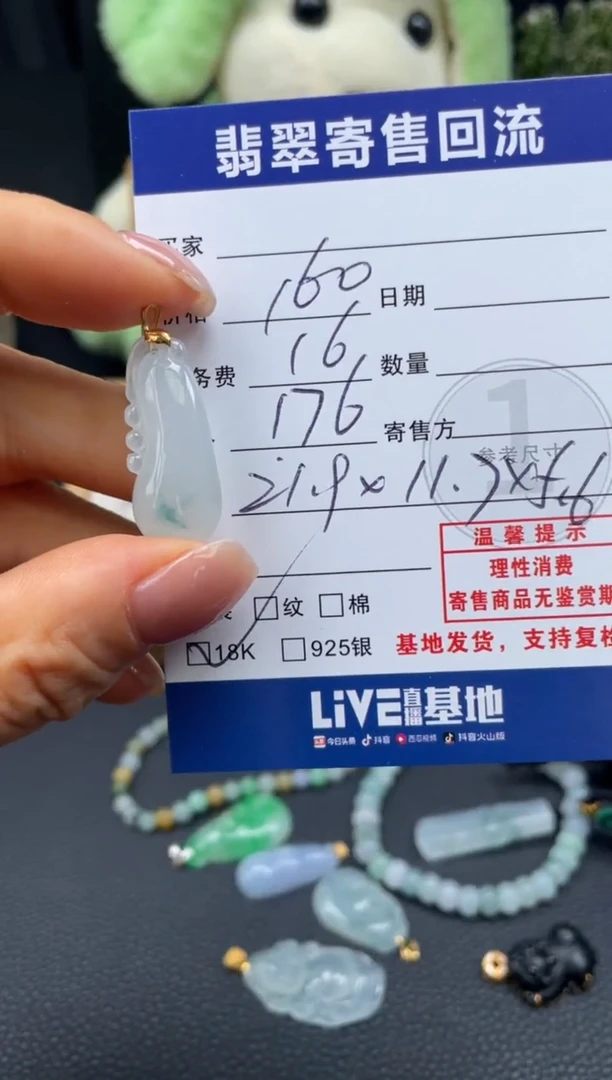 翡翠寄售回流
家
160 日期
务费 16 数量
176 寄售方
1
参考尺寸
21.9×11.7×5.6
温馨提示
理性消费
寄售商品无鉴赏期
□纹 □棉
☑18K □925银
基地发货，支持复检
LiVE直播基地
今日头条 抖音 西瓜视频 抖音火山版